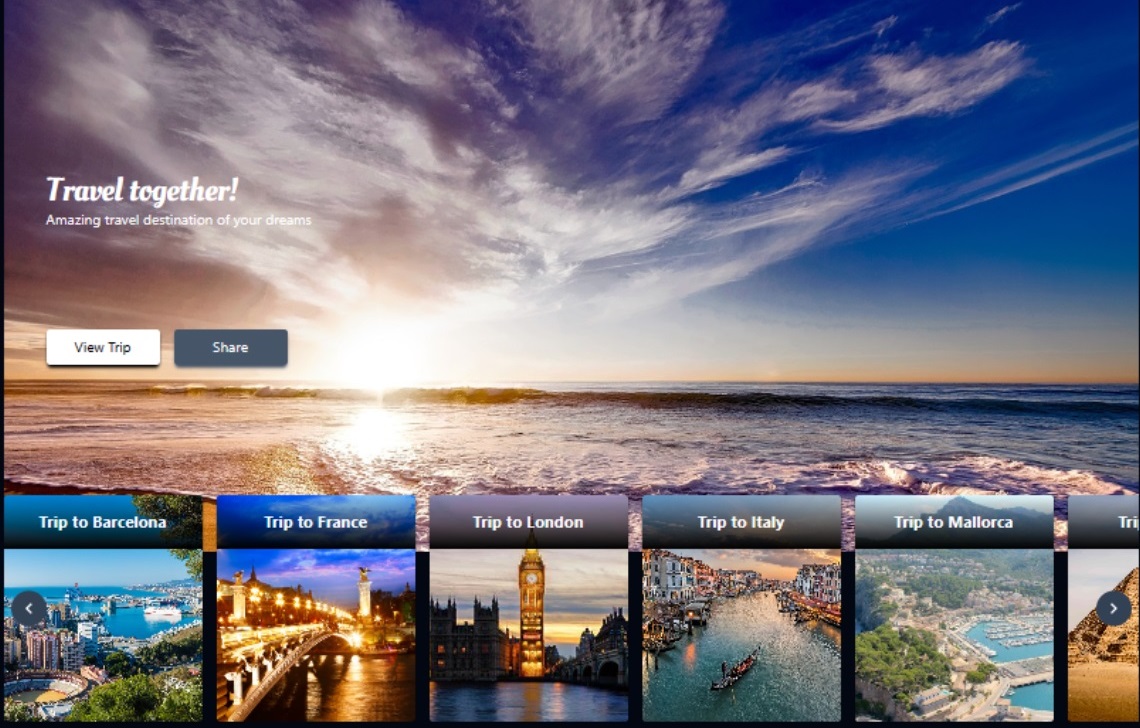 Travel together!
Amazing travel destination of your dreams
View Trip
Share
Trip to Barcelona
Trip to France
Trip to London
Trip to Italy
Trip to Mallorca